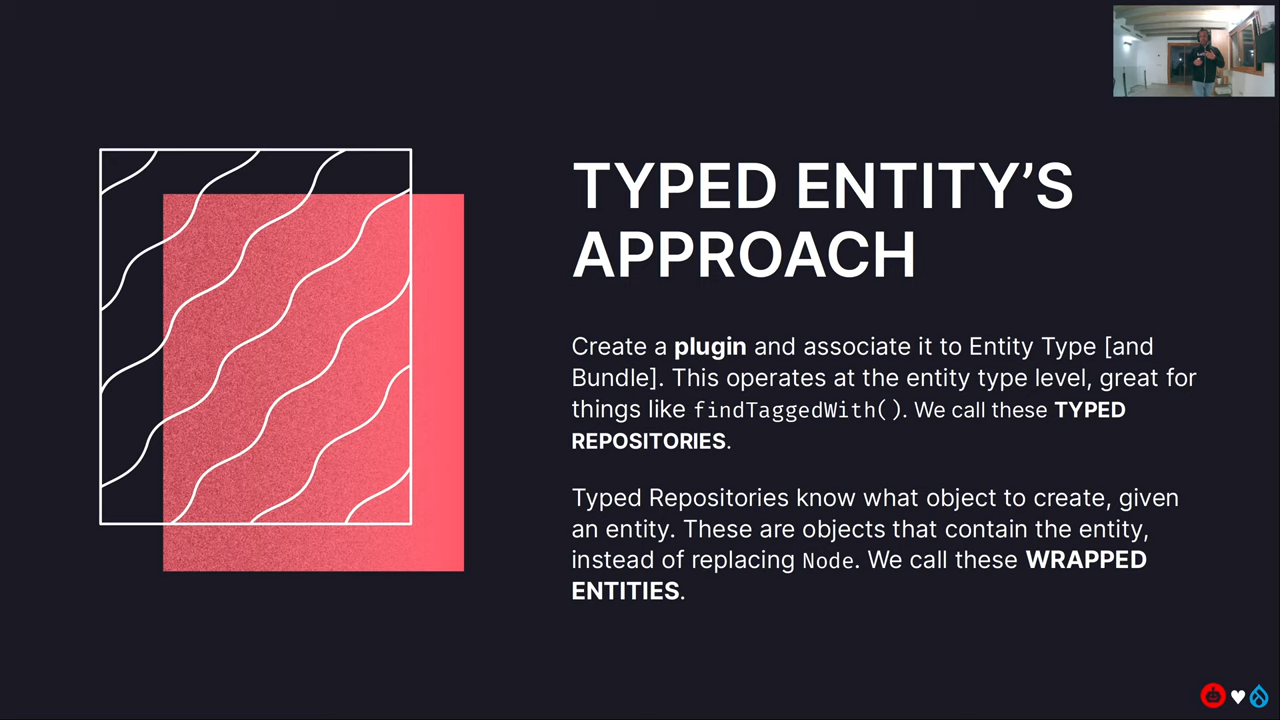 TYPED ENTITY’S
APPROACH
Create a plugin and associate it to Entity Type [and
Bundle]. This operates at the entity type level, great for
things like findTaggedWith(). We call these TYPED
REPOSITORIES.
Typed Repositories know what object to create, given
an entity. These are objects that contain the entity,
instead of replacing Node. We call these WRAPPED
ENTITIES.